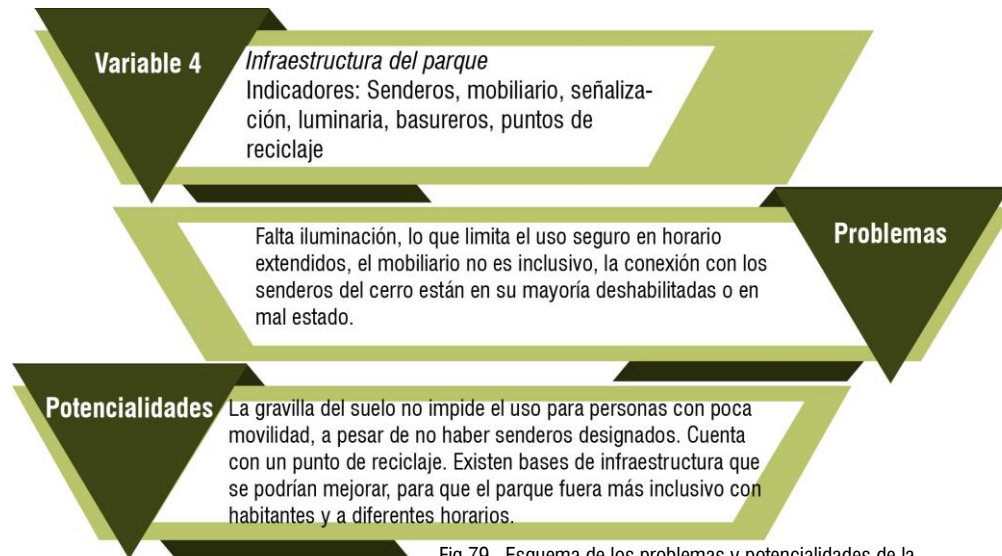 Variable 4
Infraestructura del parque
Indicadores: Senderos, mobiliario, señaliza-
ción, luminaria, basureros, puntos de
reciclaje
Problemas
Falta iluminación, lo que limita el uso seguro en horario
extendidos, el mobiliario no es inclusivo, la conexión con los
senderos del cerro están en su mayoría deshabilitadas o en
mal estado.
Potencialidades
La gravilla del suelo no impide el uso para personas con poca
movilidad, a pesar de no haber senderos designados. Cuenta
con un punto de reciclaje. Existen bases de infraestructura que
se podrían mejorar, para que el parque fuera más inclusivo con
habitantes y a diferentes horarios.
Fig 79 Esquema de los problemas y potencialidades de la